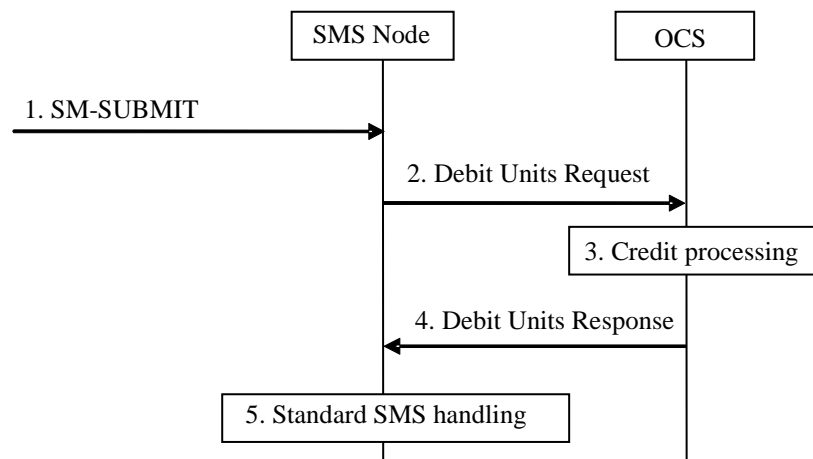 SMS Node
OCS
1. SM-SUBMIT
2. Debit Units Request
3. Credit processing
4. Debit Units Response
5. Standard SMS handling